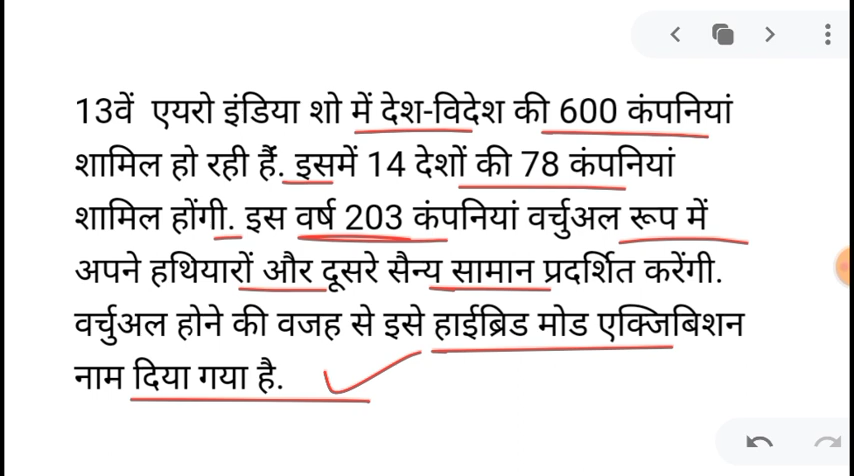 13वें एयरो इंडिया शो में देश-विदेश की 600 कंपनियां
शामिल हो रही हैं. इसमें 14 देशों की 78 कंपनियां
शामिल होंगी. इस वर्ष 203 कंपनियां वर्चुअल रूप में
अपने हथियारों और दूसरे सैन्य सामान प्रदर्शित करेंगी.
वर्चुअल होने की वजह से इसे हाईब्रिड मोड एक्जिबिशन
नाम दिया गया है.